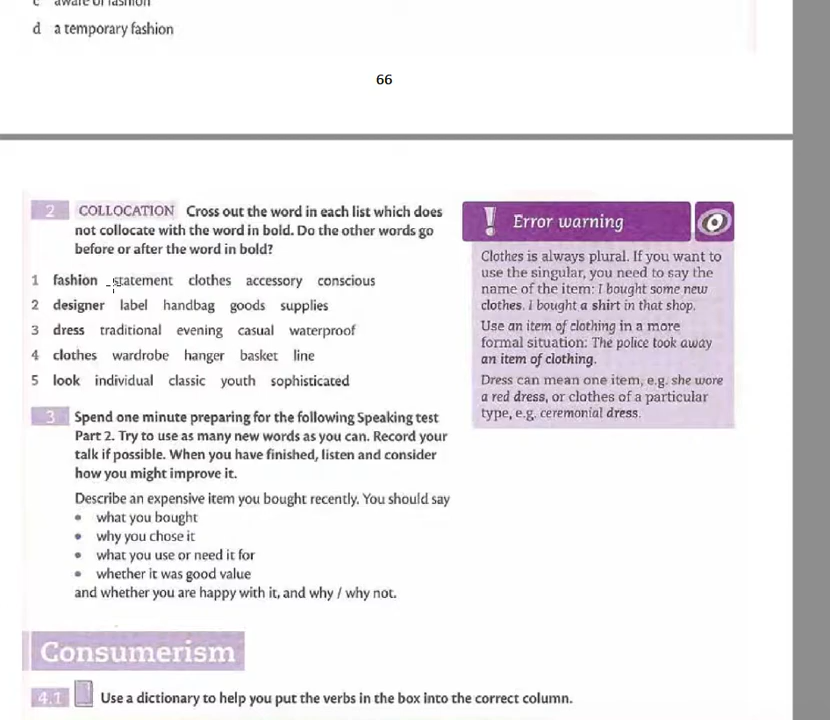 c aware of fashion
d a temporary fashion
66
2 COLLOCATION Cross out the word in each list which does
not collocate with the word in bold. Do the other words go
before or after the word in bold?
1 fashion statement clothes accessory conscious
2 designer label handbag goods supplies
3 dress traditional evening casual waterproof
4 clothes wardrobe hanger basket line
5 look individual classic youth sophisticated
3 Spend one minute preparing for the following Speaking test
Part 2. Try to use as many new words as you can. Record your
talk if possible. When you have finished, listen and consider
how you might improve it.
Describe an expensive item you bought recently. You should say
• what you bought
• why you chose it
• what you use or need it for
• whether it was good value
and whether you are happy with it, and why / why not.
! Error warning
Clothes is always plural. If you want to
use the singular, you need to say the
name of the item: I bought some new
clothes. I bought a shirt in that shop.
Use an item of clothing in a more
formal situation: The police took away
an item of clothing.
Dress can mean one item, e.g. she wore
a red dress, or clothes of a particular
type, e.g. ceremonial dress.
Consumerism
4.1 Use a dictionary to help you put the verbs in the box into the correct column.